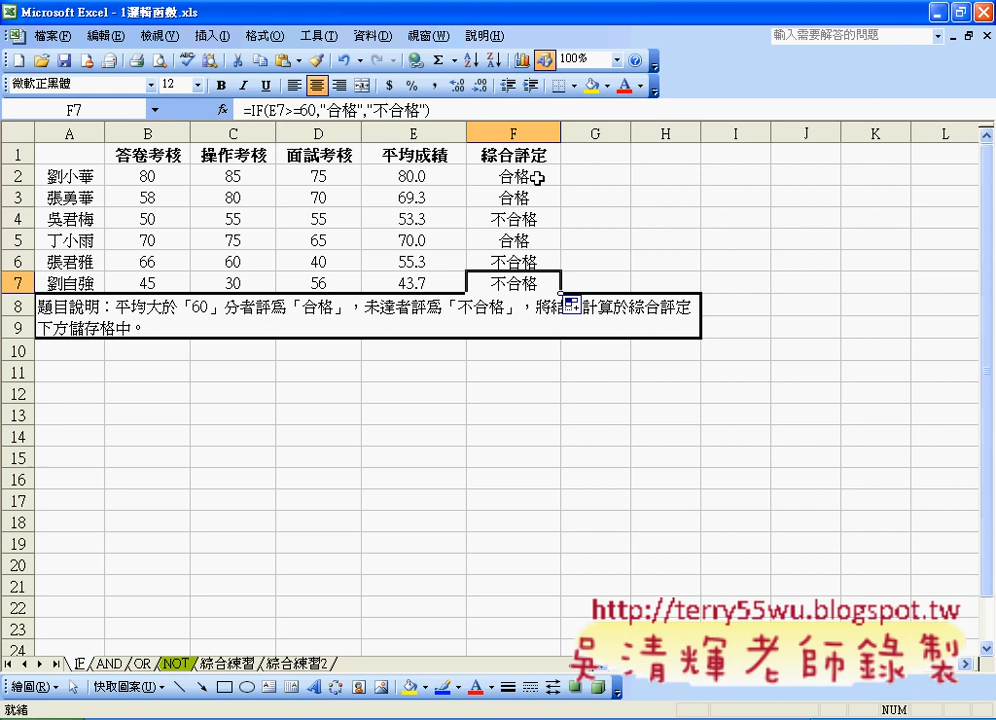 Microsoft Excel - 1邏輯函數.xls
檔案(F) 編輯(E) 檢視(V) 插入(I) 格式(O) 工具(T) 資料(D) 視窗(W) 說明(H) 輸入需要解答的問題
100%
微軟正黑體 12 B I U $ %
F7 fx =IF(E7>=60,"合格","不合格")
A B C D E F G H I J K L
1 答卷考核 操作考核 面試考核 平均成績 綜合評定
2 劉小華 80 85 75 80.0 合格
3 張勇華 58 80 70 69.3 合格
4 吳君梅 50 55 55 53.3 不合格
5 丁小雨 70 75 65 70.0 合格
6 張君雅 66 60 40 55.3 不合格
7 劉自強 45 30 56 43.7 不合格
8 題目說明：平均大於「60」分者評為「合格」，未達者評為「不合格」，將結 計算於綜合評定
9 下方儲存格中。
10
11
12
13
14
15
16
17
18
19
20
21
22
23
24
http://terry55wu.blogspot.tw
吳清輝老師錄製
IF AND OR NOT 綜合練習 綜合練習2
繪圖(R) 快取圖案(U)
就緒 NUM